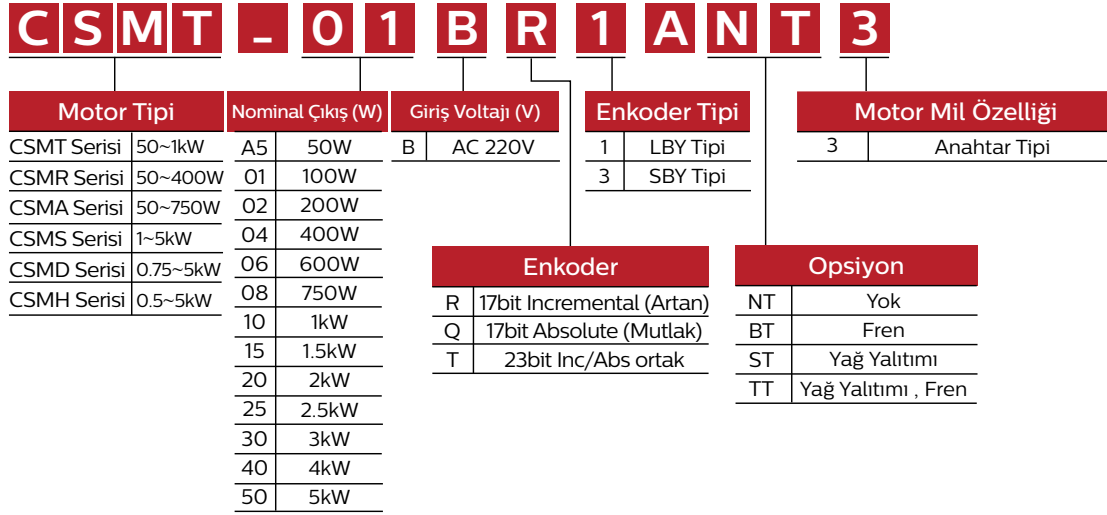 CSMT - 01BR1ANT3
Motor Tipi
CSMT Serisi 50~1kW
CSMR Serisi 50~400W
CSMA Serisi 50~750W
CSMS Serisi 1~5kW
CSMD Serisi 0.75~5kW
CSMH Serisi 0.5~5kW
Nominal Çıkış (W)
A5 50W
01 100W
02 200W
04 400W
06 600W
08 750W
10 1kW
15 1.5kW
20 2kW
25 2.5kW
30 3kW
40 4kW
50 5kW
Giriş Voltajı (V)
B AC 220V
Enkoder Tipi
1 LBY Tipi
3 SBY Tipi
Motor Mil Özelliği
3 Anahtar Tipi
Enkoder
R 17bit Incremental (Artan)
Q 17bit Absolute (Mutlak)
T 23bit Inc/Abs ortak
Opsiyon
NT Yok
BT Fren
ST Yağ Yalıtımı
TT Yağ Yalıtımı , Fren